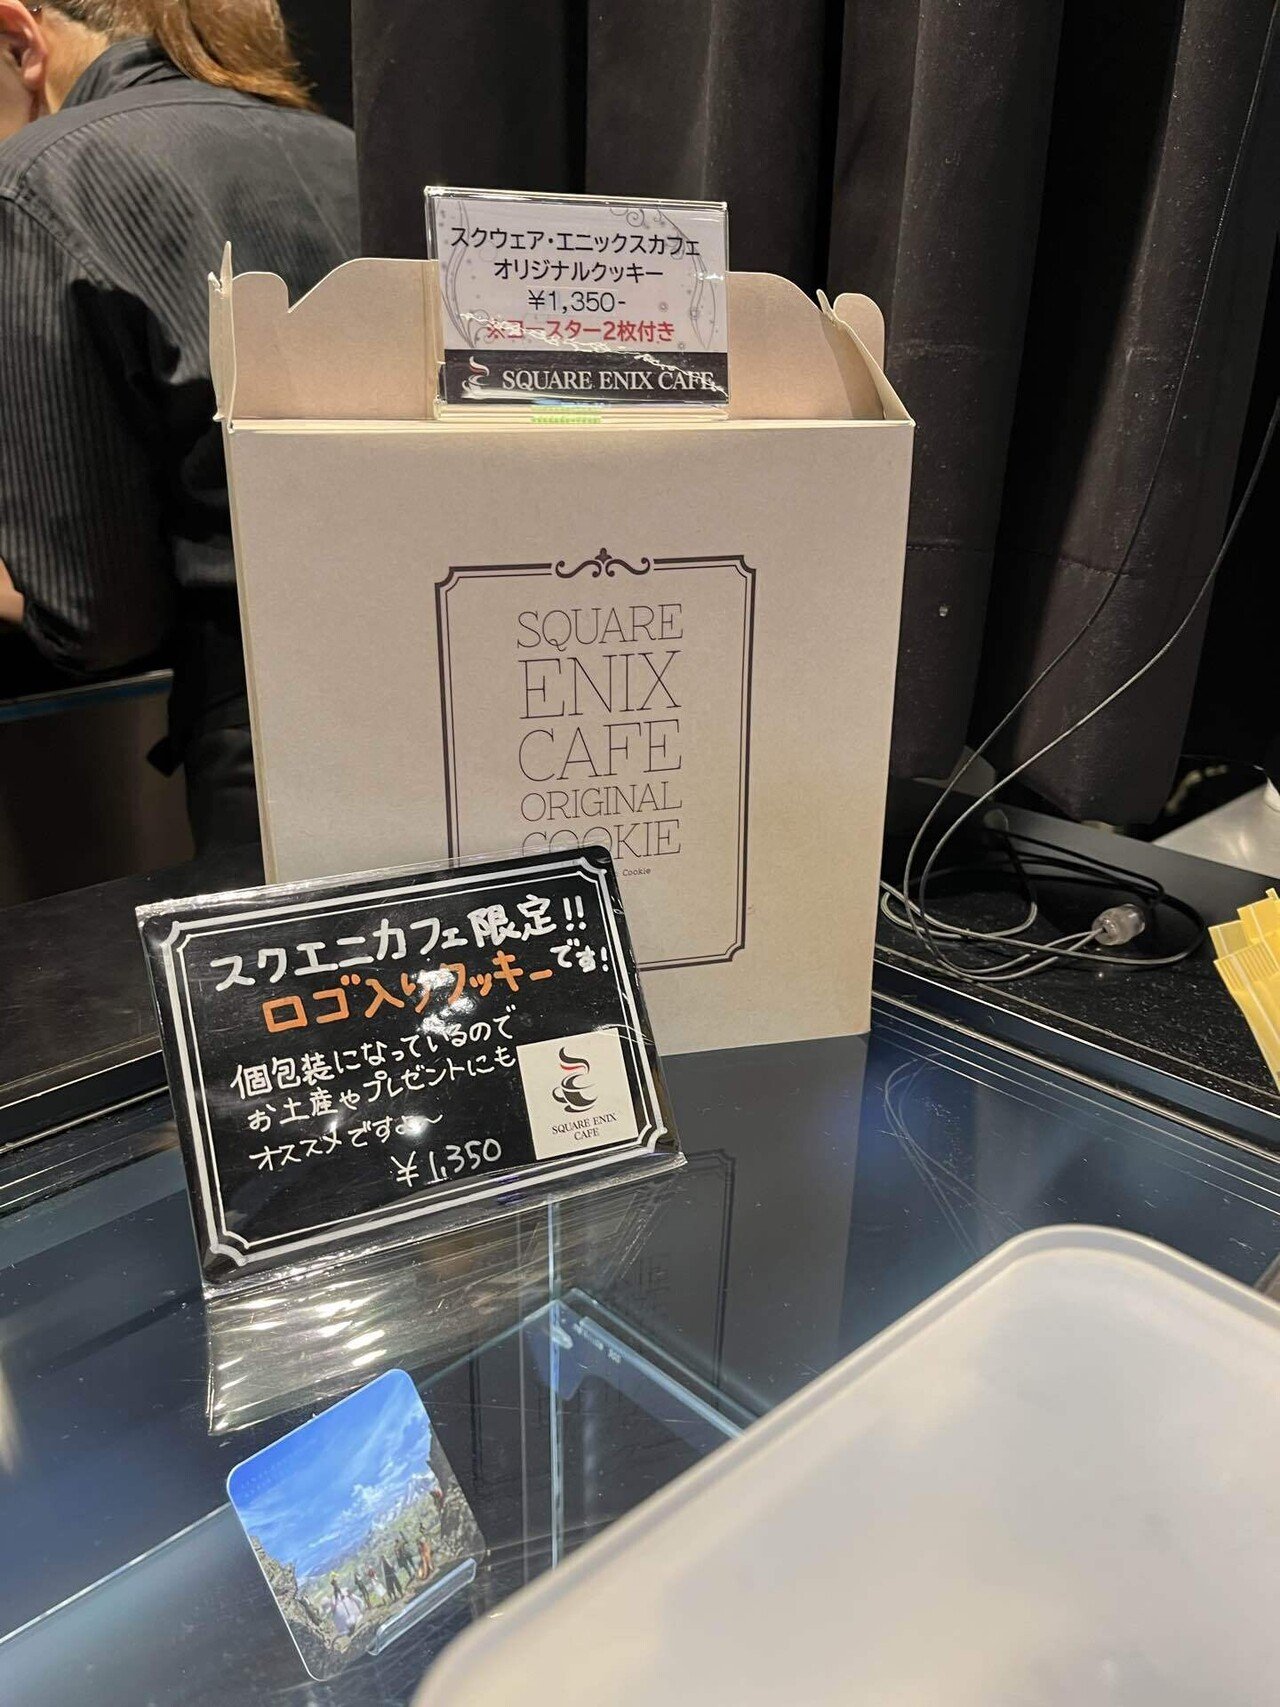 スクウェア・エニックスカフェ
オリジナルクッキー
¥1,350-
※コースター2枚付き
SQUARE ENIX CAFE
SQUARE
ENIX
CAFE
ORIGINAL
COOKIE
Cookie
スクエニカフェ限定!!
ロゴ入りクッキーです!
個包装になっているので
お土産やプレゼントにも
オススメですよ〜
¥1,350
SQUARE ENIX
CAFE